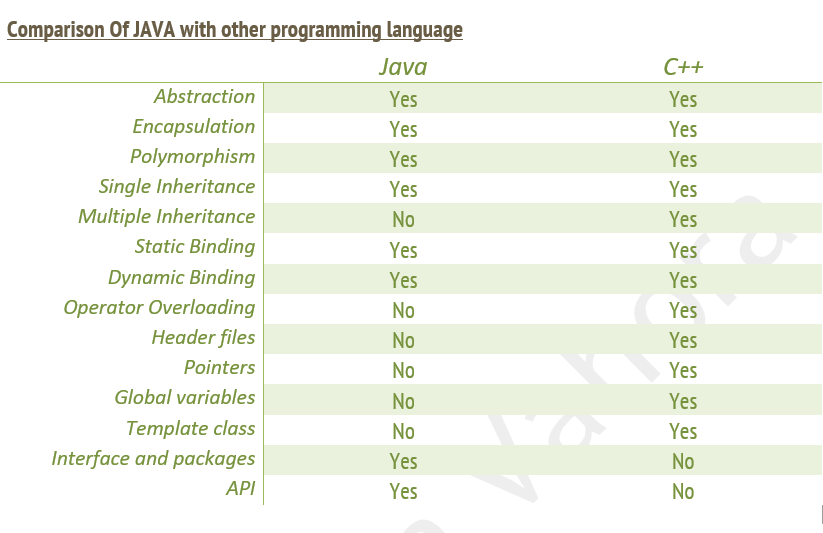 Comparison Of JAVA with other programming language
Java C++
Abstraction Yes Yes
Encapsulation Yes Yes
Polymorphism Yes Yes
Single Inheritance Yes Yes
Multiple Inheritance No Yes
Static Binding Yes Yes
Dynamic Binding Yes Yes
Operator Overloading No Yes
Header files No Yes
Pointers No Yes
Global variables No Yes
Template class No Yes
Interface and packages Yes No
API Yes No
Vahora